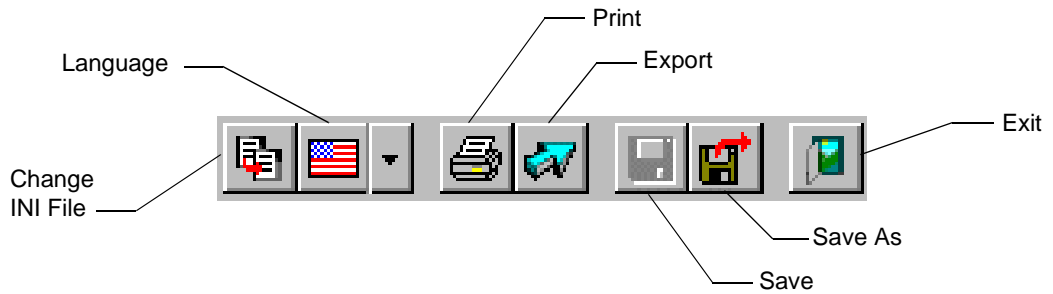 Print
Language
Export
Exit
Change
INI File
Save As
Save